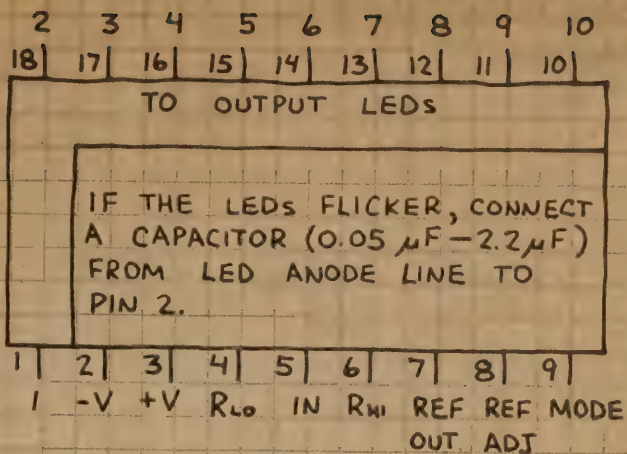 2 3 4 5 6 7 8 9 10
18 17 16 15 14 13 12 11 10
TO OUTPUT LEDs
IF THE LEDs FLICKER, CONNECT
A CAPACITOR (0.05 µF-2.2µF)
FROM LED ANODE LINE TO
PIN 2.
1 2 3 4 5 6 7 8 9
1 -V +V RLO IN RHI REF REF MODE
OUT ADJ